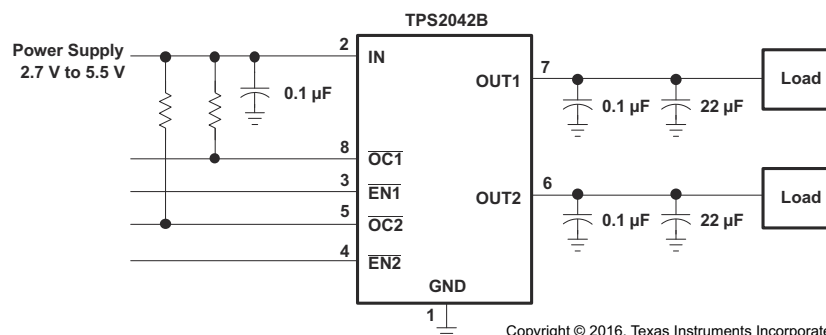 TPS2042B
Power Supply
2.7 V to 5.5 V
2
IN
0.1 µF
7
OUT1
Load
0.1 µF
22 µF
8
OC1
3
EN1
5
OC2
4
EN2
6
OUT2
Load
0.1 µF
22 µF
GND
1
Copyright © 2016, Texas Instruments Incorporate